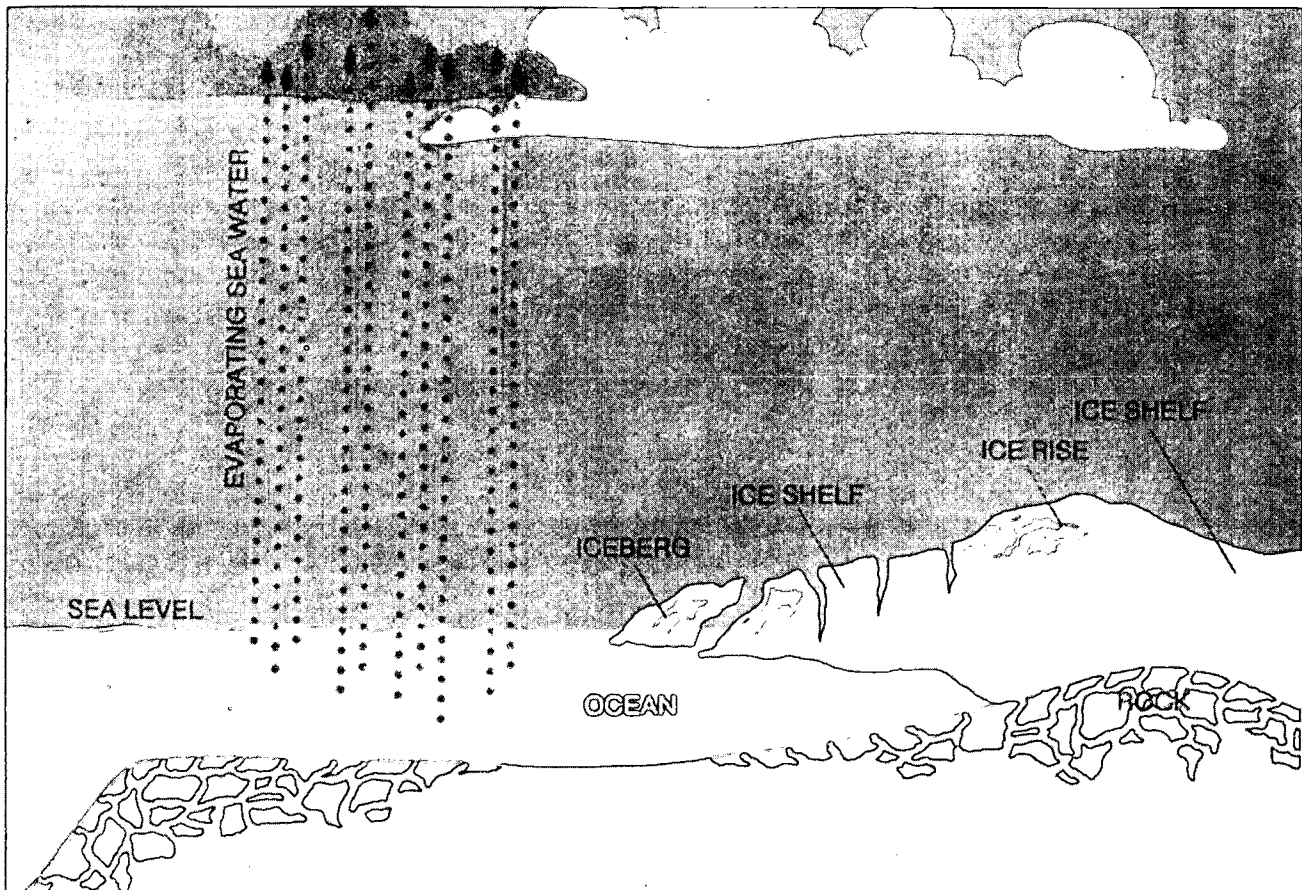 EVAPORATING SEA WATER
ICE SHELF
ICE RISE
ICE SHELF
ICEBERG
SEA LEVEL
OCEAN
ROCK